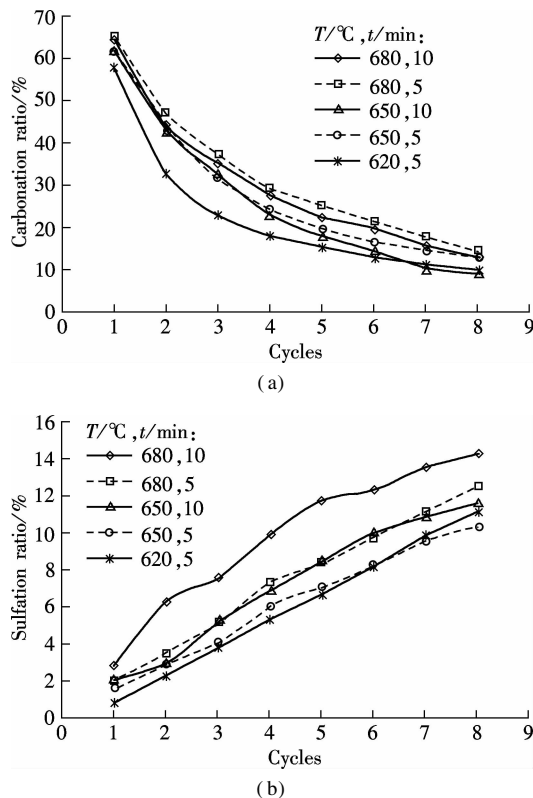 70
60
50
40
30
20
10
0
0 1 2 3 4 5 6 7 8 9
Carbonation ratio/%
Cycles
T/℃,t/min:
680,10
680,5
650,10
650,5
620,5
(a)
16
14
12
10
8
6
4
2
0
0 1 2 3 4 5 6 7 8 9
Sulfation ratio/%
Cycles
T/℃,t/min:
680,10
680,5
650,10
650,5
620,5
(b)